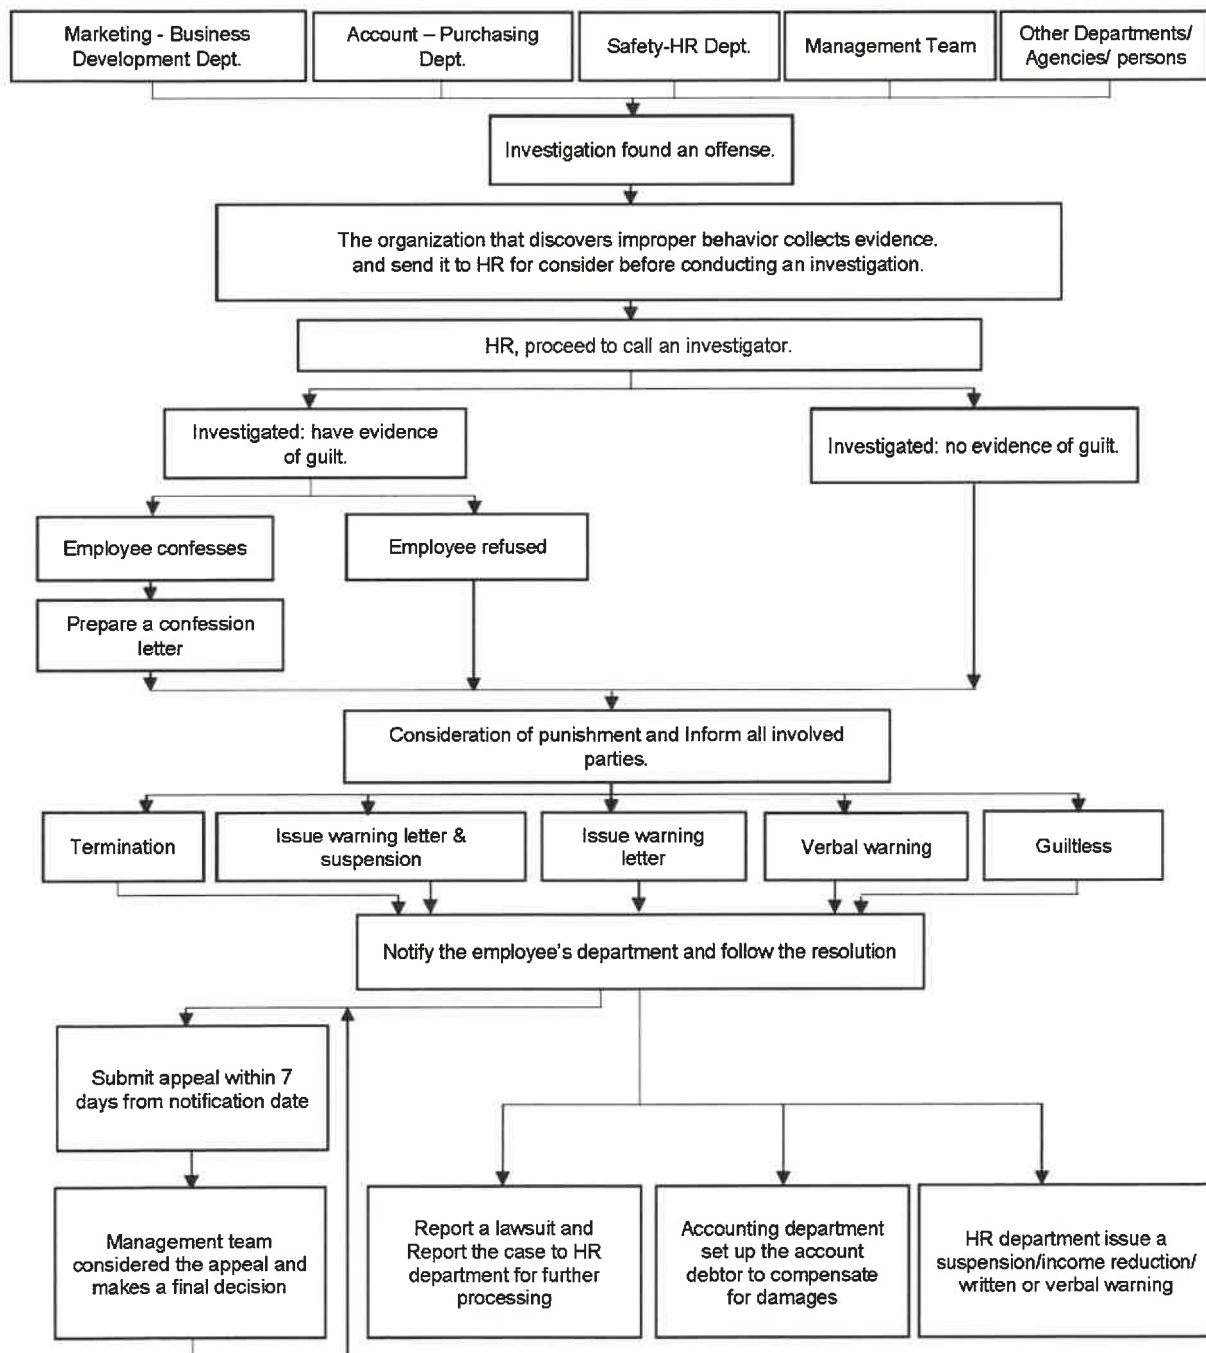 Marketing - Business
Development Dept.
Account – Purchasing
Dept.
Safety-HR Dept.
Management Team
Other Departments/
Agencies/ persons
Investigation found an offense.
The organization that discovers improper behavior collects evidence.
and send it to HR for consider before conducting an investigation.
HR, proceed to call an investigator.
Investigated: have evidence
of guilt.
Investigated: no evidence of guilt.
Employee confesses
Employee refused
Prepare a confession
letter
Consideration of punishment and Inform all involved
parties.
Termination
Issue warning letter &
suspension
Issue warning
letter
Verbal warning
Guiltless
Notify the employee's department and follow the resolution
Submit appeal within 7
days from notification date
Management team
considered the appeal and
makes a final decision
Report a lawsuit and
Report the case to HR
department for further
processing
Accounting department
set up the account
debtor to compensate
for damages
HR department issue a
suspension/income reduction/
written or verbal warning